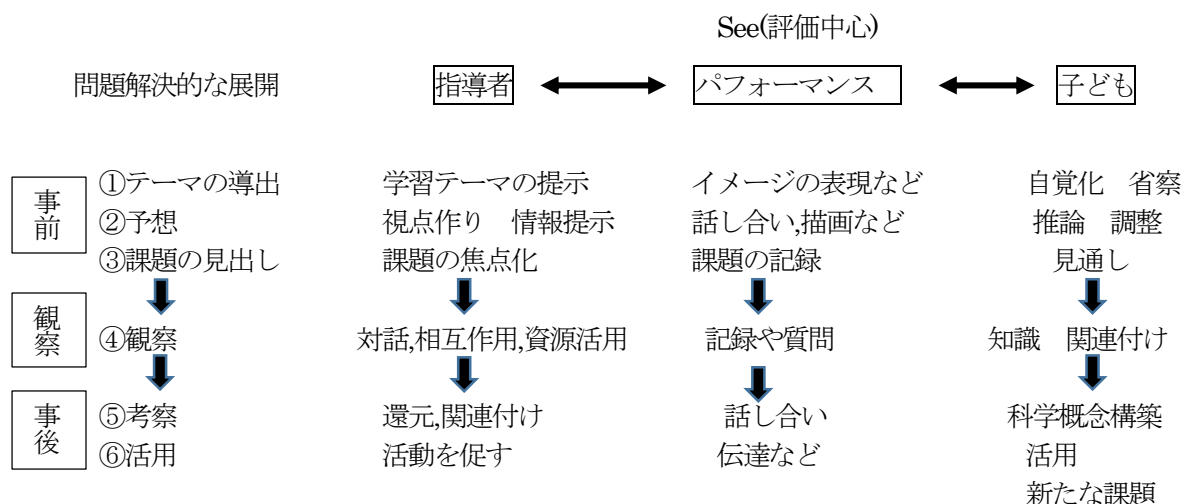 See(評価中心)
問題解決的な展開 指導者 パフォーマンス 子ども
事前
①テーマの導出 学習テーマの提示 イメージの表現など 自覚化 省察
②予想 視点作り 情報提示 話し合い,描画など 推論 調整
③課題の見出し 課題の焦点化 課題の記録 見通し
観察
④観察 対話,相互作用,資源活用 記録や質問 知識 関連付け
事後
⑤考察 還元,関連付け 話し合い 科学概念構築
⑥活用 活動を促す 伝達など 活用
新たな課題